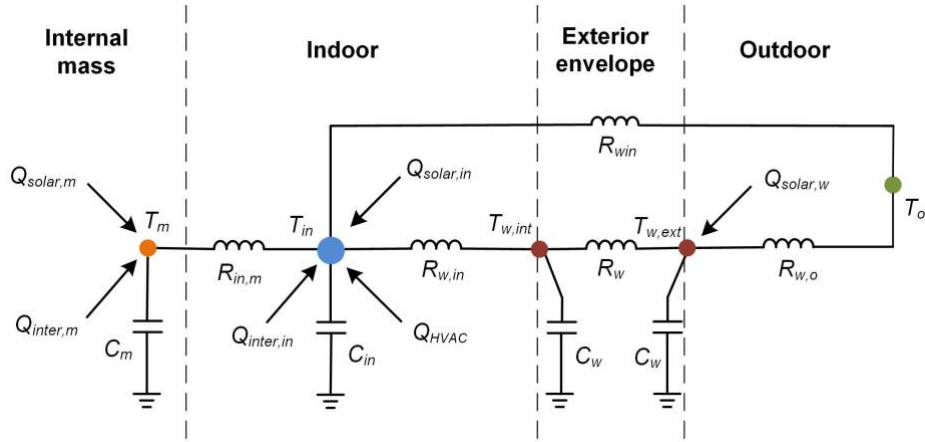 Internal
mass
Indoor
Exterior
envelope
Outdoor
R_win
Q_solar,m
Q_solar,in
Q_solar,w
T_m
T_in
T_w,int
T_w,ext
T_o
R_in,m
R_w,in
R_w
R_w,o
Q_inter,m
Q_inter,in
Q_HVAC
C_m
C_in
C_w
C_w